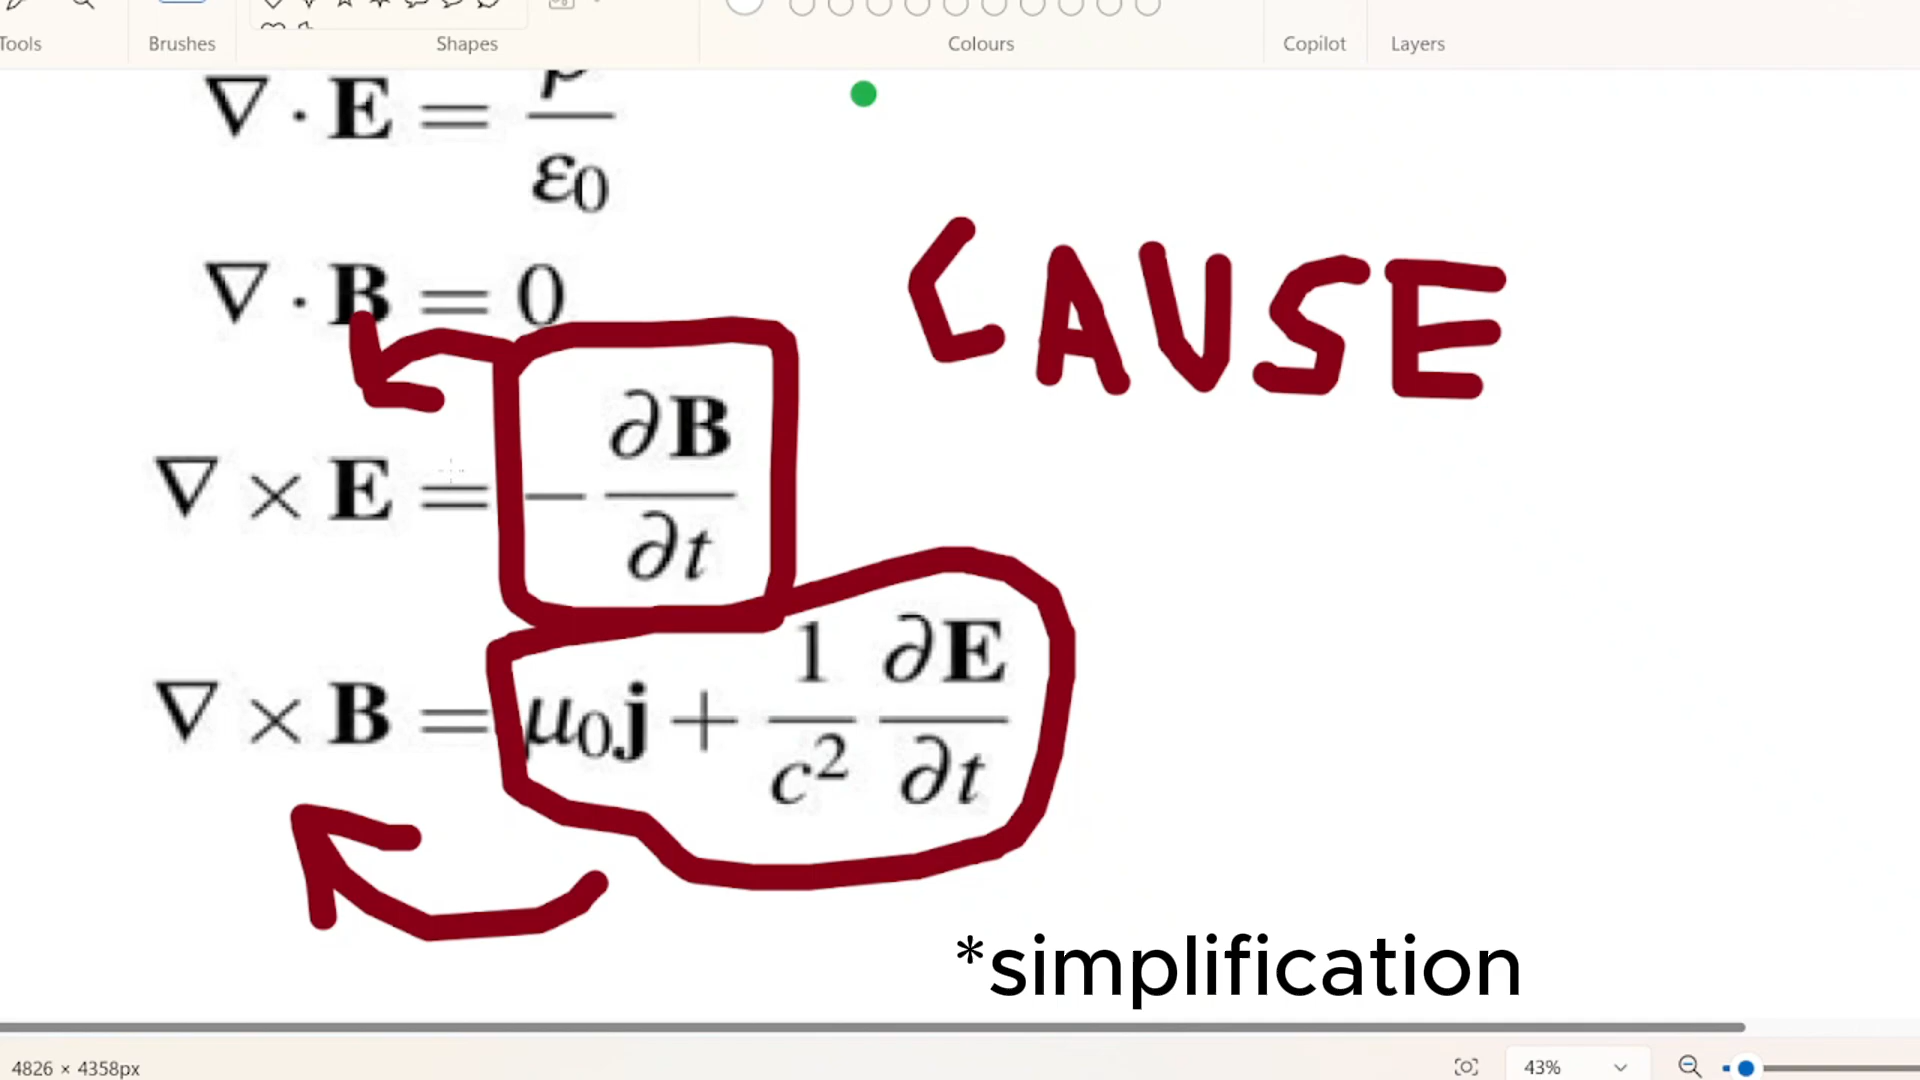 Tools Brushes Shapes Colours Copilot Layers
∇ · E = ρ/ε0
∇ · B = 0
CAUSE
∇ × E = −∂B/∂t
∇ × B = μ0j + 1/c² ∂E/∂t
*simplification
4826 × 4358px 43%